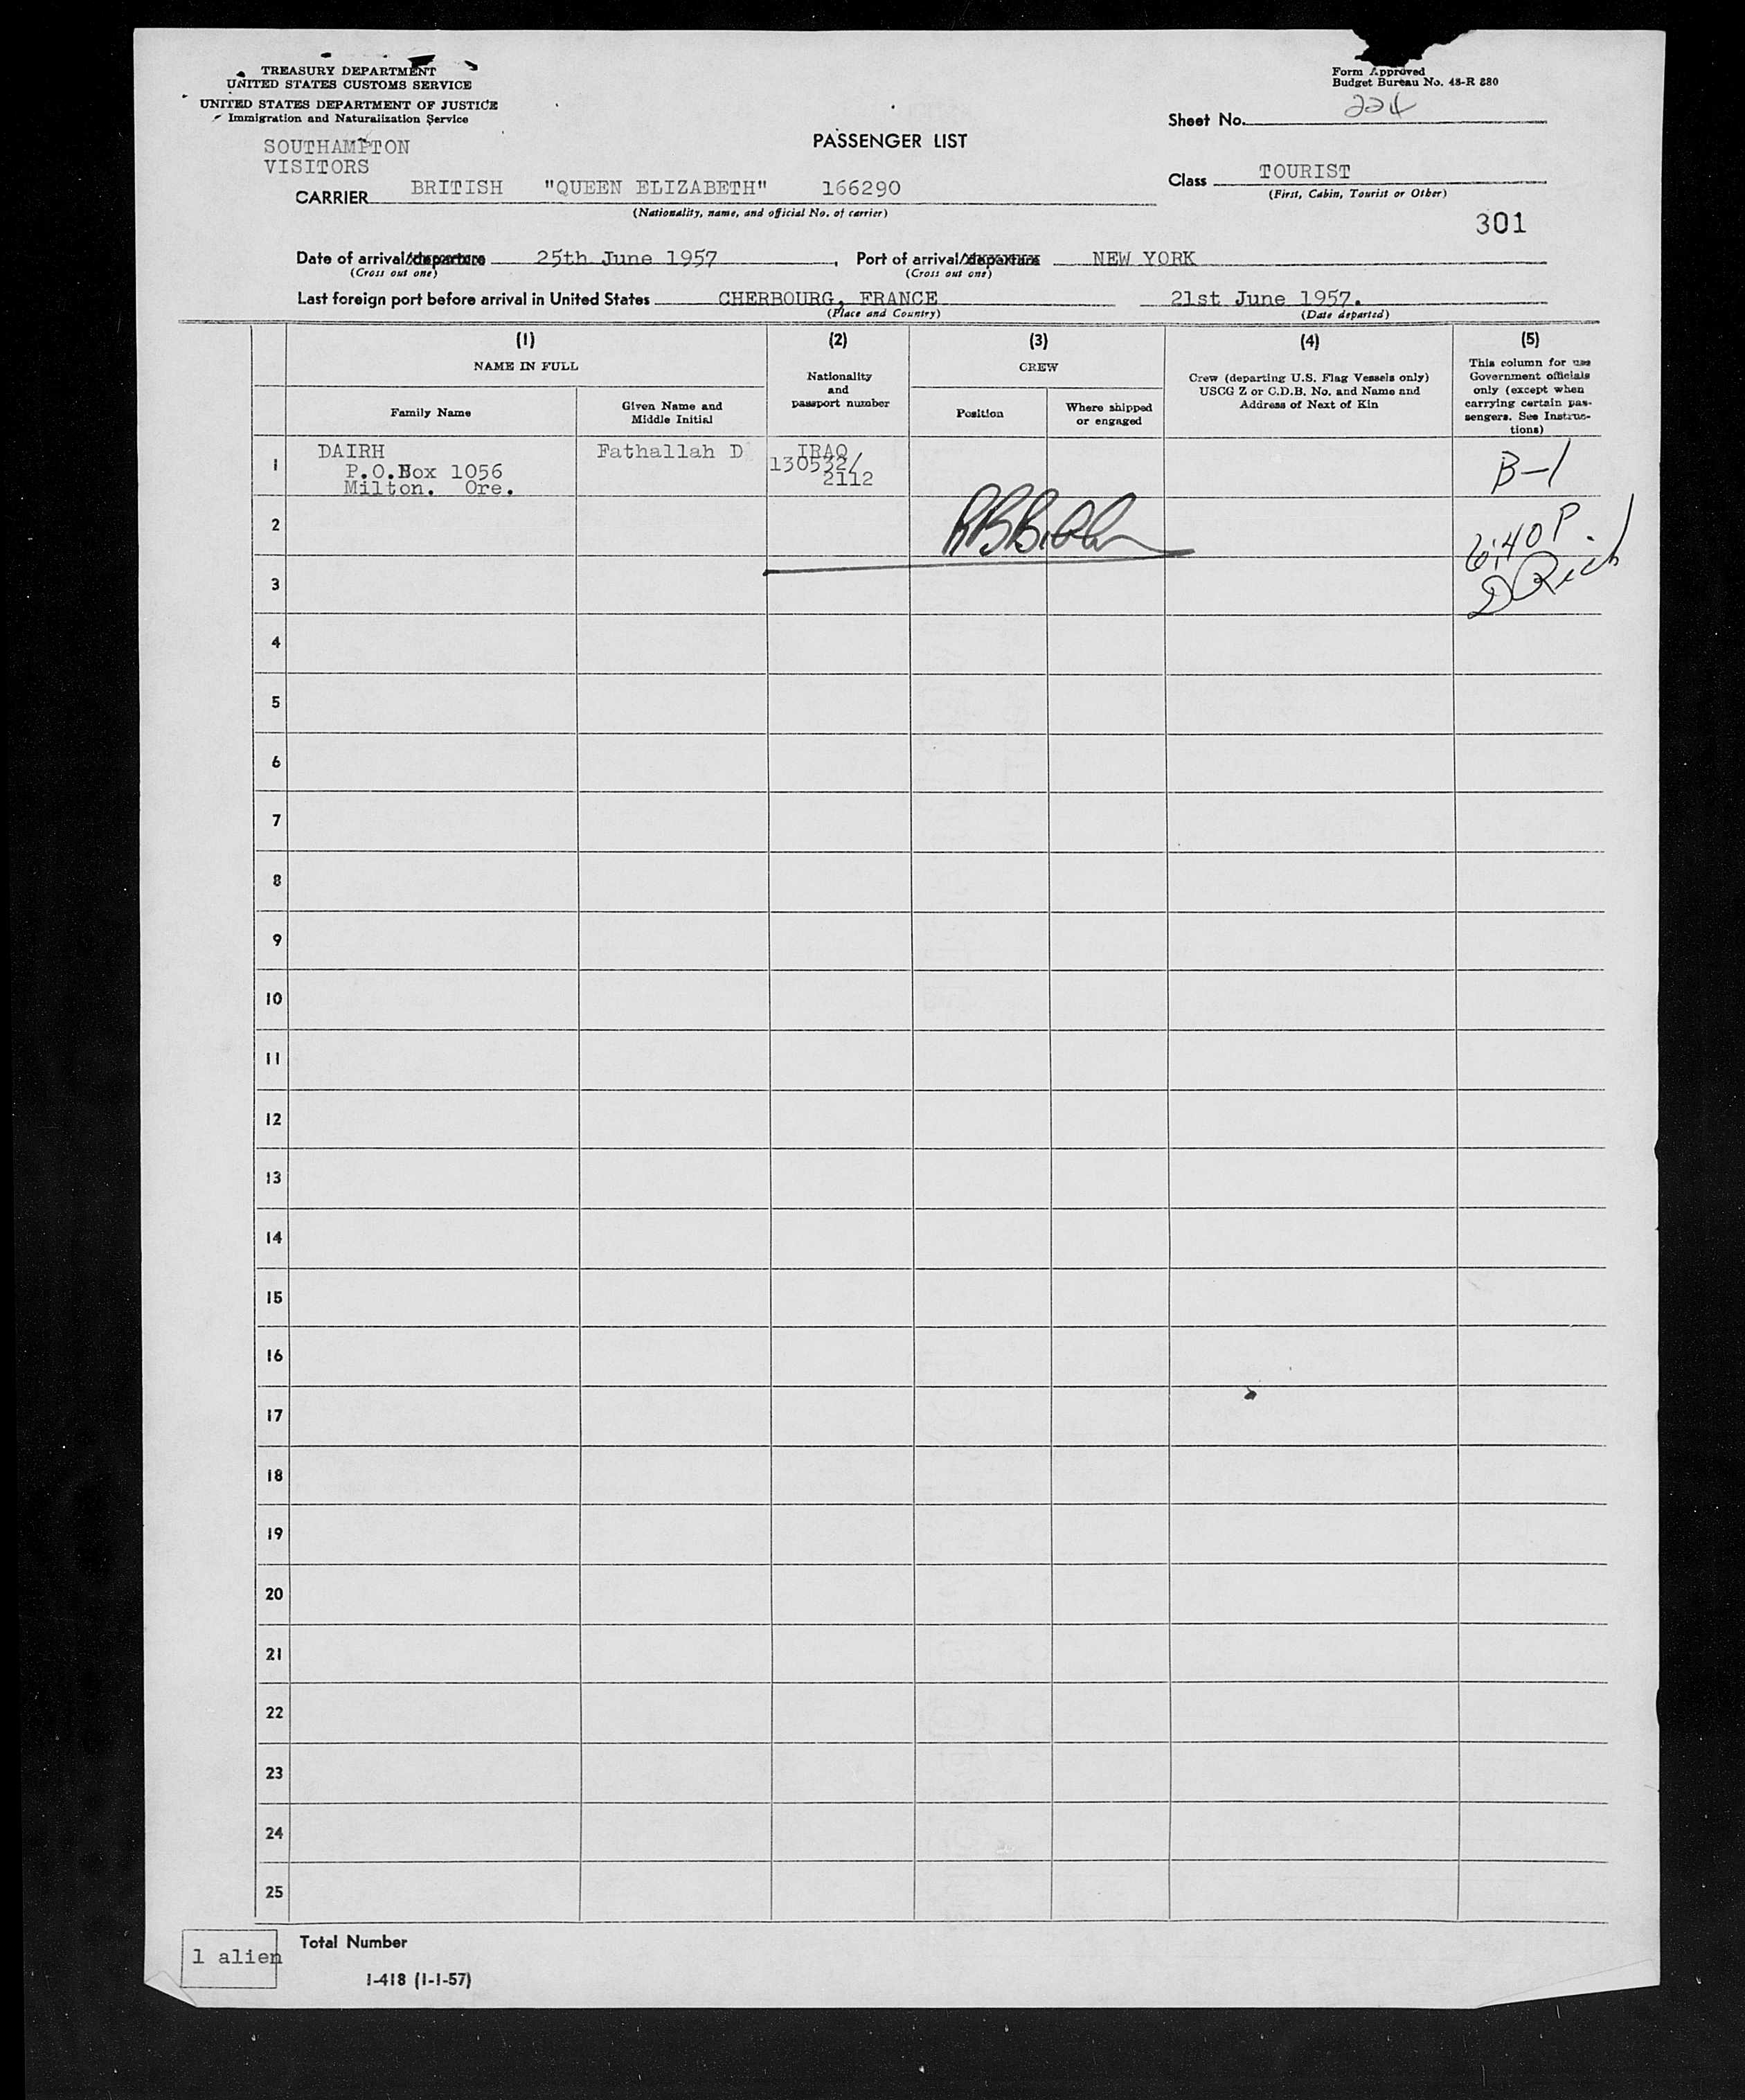 TREASURY DEPARTMENT
UNITED STATES CUSTOMS SERVICE
UNITED STATES DEPARTMENT OF JUSTICE
Immigration and Naturalization Service
Form Approved
Budget Bureau No. 43-R 380
Sheet No. 224
PASSENGER LIST
SOUTHAMPTON
VISITORS
CARRIER BRITISH "QUEEN ELIZABETH" 166290
(Nationality, name, and official No. of carrier)
Class TOURIST
(First, Cabin, Tourist or Other)
301
Date of arrival/departure 25th June 1957, Port of arrival/departure NEW YORK
(Cross out one) (Cross out one)
Last foreign port before arrival in United States CHERBOURG, FRANCE 21st June 1957.
(Place and Country) (Date departed)
(1) (2) (3) (4) (5)
NAME IN FULL
Family Name
Given Name and
Middle Initial
Nationality
and
passport number
CREW
Position
Where shipped
or engaged
Crew (departing U.S. Flag Vessels only)
USCG Z or C.D.B. No. and Name and
Address of Next of Kin
This column for use
Government officials
only (except when
carrying certain pas-
sengers. See Instruc-
tions)
1 DAIRH Fathallah D IRAQ
P.O.Box 1056 130532/
Milton. Ore. 2112
B-1
2
6:40 P.
3
D Rich
4
5
6
7
8
9
10
11
12
13
14
15
16
17
18
19
20
21
22
23
24
25
1 alien Total Number
I-418 (1-1-57)